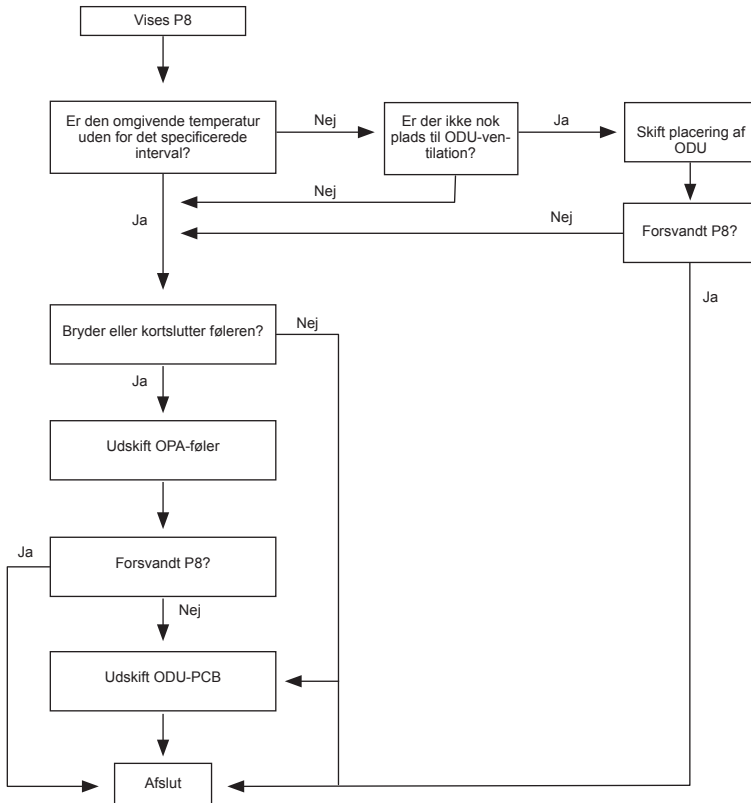 Vises P8
Er den omgivende temperatur
uden for det specificerede
interval?
Nej
Er der ikke nok
plads til ODU-ven-
tilation?
Ja
Skift placering af
ODU
Nej
Ja
Nej
Forsvandt P8?
Ja
Bryder eller kortslutter føleren?
Nej
Ja
Udskift OPA-føler
Ja
Forsvandt P8?
Nej
Udskift ODU-PCB
Afslut